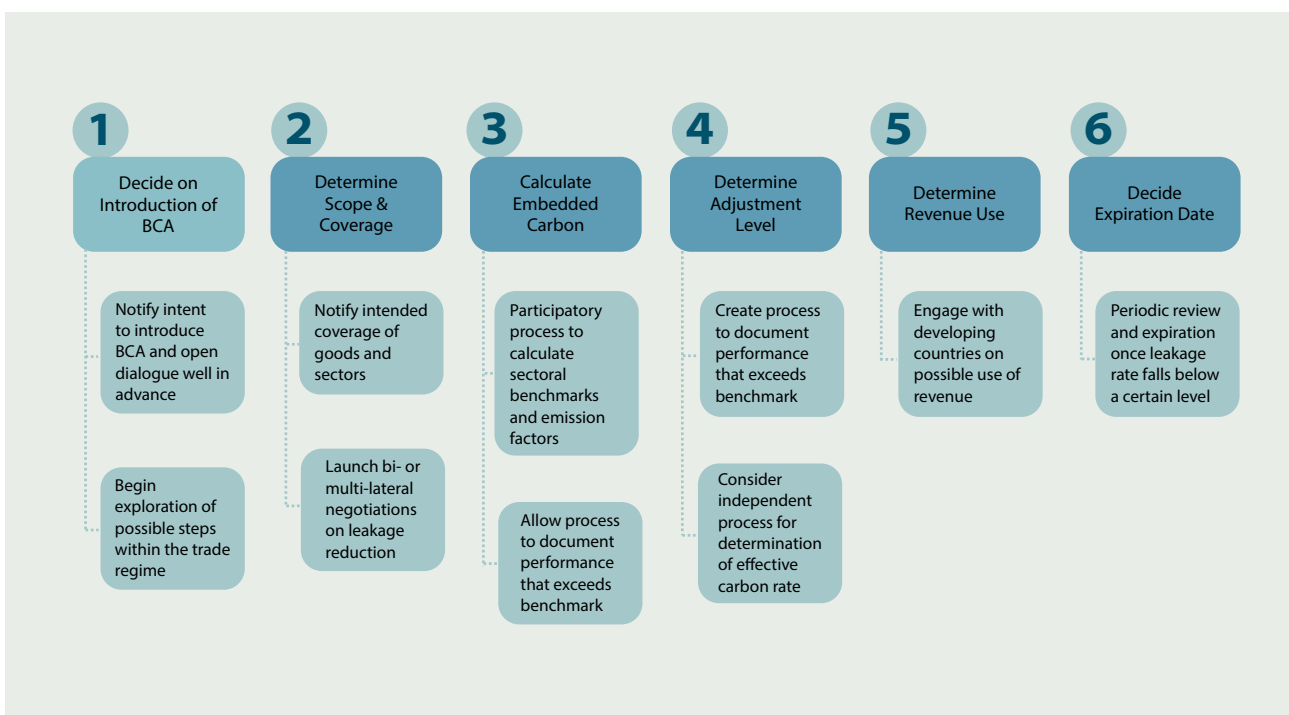 1
Decide on
Introduction of
BCA
Notify intent
to introduce
BCA and open
dialogue well in
advance
Begin
exploration of
possible steps
within the trade
regime
2
Determine
Scope &
Coverage
Notify intended
coverage of
goods and
sectors
Launch bi- or
multi-lateral
negotiations
on leakage
reduction
3
Calculate
Embedded
Carbon
Participatory
process to
calculate
sectoral
benchmarks
and emission
factors
Allow process
to document
performance
that exceeds
benchmark
4
Determine
Adjustment
Level
Create process
to document
performance
that exceeds
benchmark
Consider
independent
process for
determination
of effective
carbon rate
5
Determine
Revenue Use
Engage with
developing
countries on
possible use of
revenue
6
Decide
Expiration Date
Periodic review
and expiration
once leakage
rate falls below
a certain level